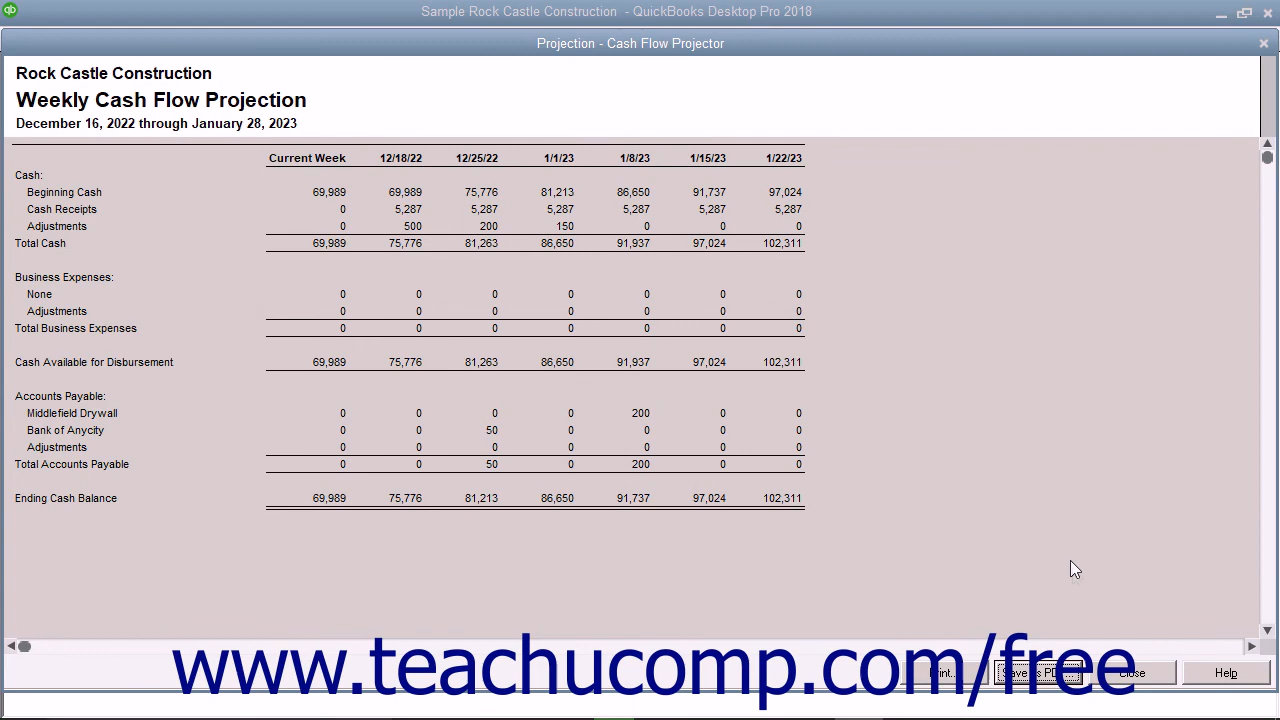 qb
Sample Rock Castle Construction - QuickBooks Desktop Pro 2018
Projection - Cash Flow Projector
Rock Castle Construction
Weekly Cash Flow Projection
December 16, 2022 through January 28, 2023
Current Week 12/18/22 12/25/22 1/1/23 1/8/23 1/15/23 1/22/23
Cash:
Beginning Cash 69,989 69,989 75,776 81,213 86,650 91,737 97,024
Cash Receipts 0 5,287 5,287 5,287 5,287 5,287 5,287
Adjustments 0 500 200 150 0 0 0
Total Cash 69,989 75,776 81,263 86,650 91,937 97,024 102,311
Business Expenses:
None 0 0 0 0 0 0 0
Adjustments 0 0 0 0 0 0 0
Total Business Expenses 0 0 0 0 0 0 0
Cash Available for Disbursement 69,989 75,776 81,263 86,650 91,937 97,024 102,311
Accounts Payable:
Middlefield Drywall 0 0 0 0 200 0 0
Bank of Anycity 0 0 50 0 0 0 0
Adjustments 0 0 0 0 0 0 0
Total Accounts Payable 0 0 50 0 200 0 0
Ending Cash Balance 69,989 75,776 81,213 86,650 91,737 97,024 102,311
www.teachucomp.com/free
Close Help